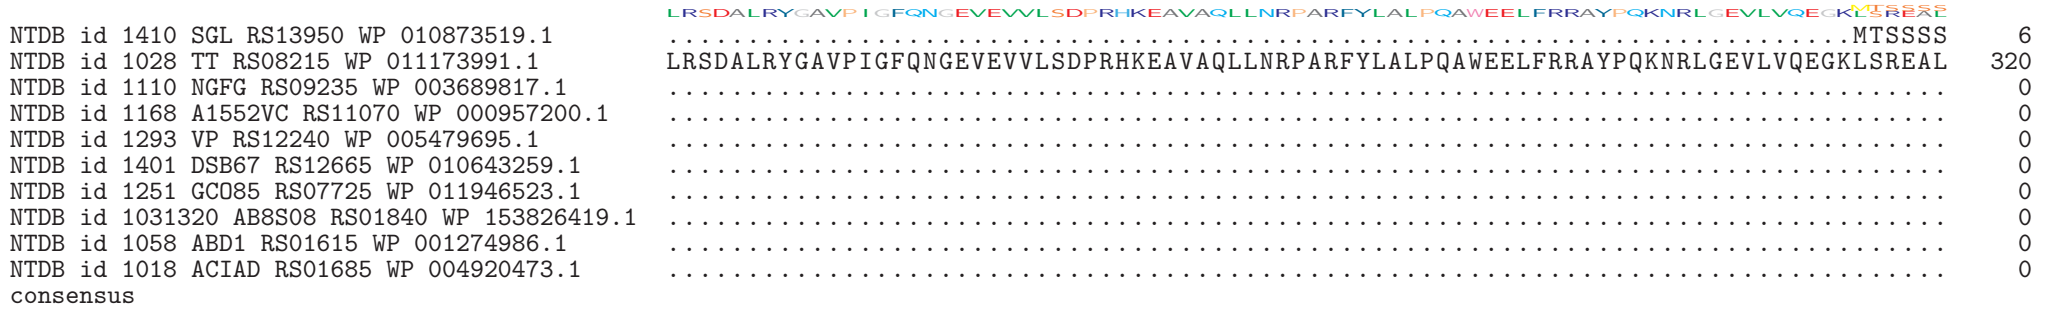 LRSDALRYGAVPIGFQNGEVEVVLSDPRHKEAVAQLLNRPARFYLALPQAWEELFRRAYPQKNRLGEVLVQEGKLSREAL
NTDB id 1410 SGL RS13950 WP 010873519.1 ..........................................................................MTSSSS 6
NTDB id 1028 TT RS08215 WP 011173991.1 LRSDALRYGAVPIGFQNGEVEVVLSDPRHKEAVAQLLNRPARFYLALPQAWEELFRRAYPQKNRLGEVLVQEGKLSREAL 320
NTDB id 1110 NGFG RS09235 WP 003689817.1 ................................................................................ 0
NTDB id 1168 A1552VC RS11070 WP 000957200.1 ................................................................................ 0
NTDB id 1293 VP RS12240 WP 005479695.1 ................................................................................ 0
NTDB id 1401 DSB67 RS12665 WP 010643259.1 ................................................................................ 0
NTDB id 1251 GCO85 RS07725 WP 011946523.1 ................................................................................ 0
NTDB id 1031320 AB8S08 RS01840 WP 153826419.1 ................................................................................ 0
NTDB id 1058 ABD1 RS01615 WP 001274986.1 ................................................................................ 0
NTDB id 1018 ACIAD RS01685 WP 004920473.1 ................................................................................ 0
consensus